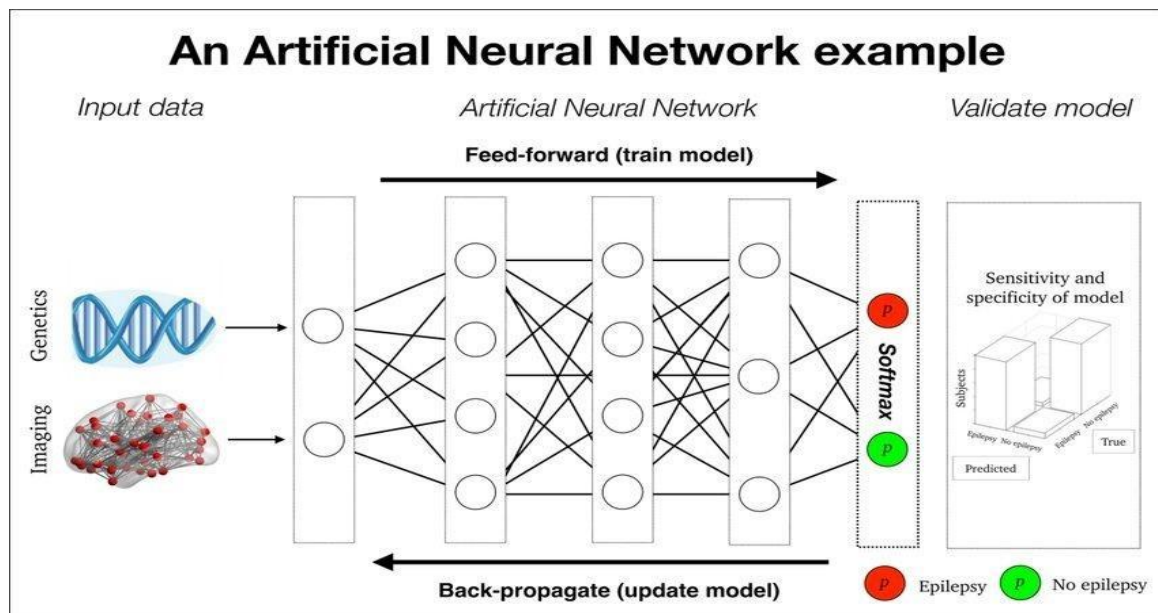 An Artificial Neural Network example
Input data
Artificial Neural Network
Validate model
Feed-forward (train model)
Genetics
Imaging
p
Softmax
p
Sensitivity and
specificity of model
Subjects
Epilepsy
No epilepsy
Epilepsy
No epilepsy
True
Predicted
Back-propagate (update model)
p Epilepsy
p No epilepsy